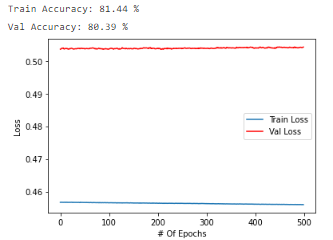 Train Accuracy: 81.44 %
Val Accuracy: 80.39 %
0.50
0.49
0.48
0.47
0.46
Loss
Train Loss
Val Loss
0 100 200 300 400 500
# Of Epochs